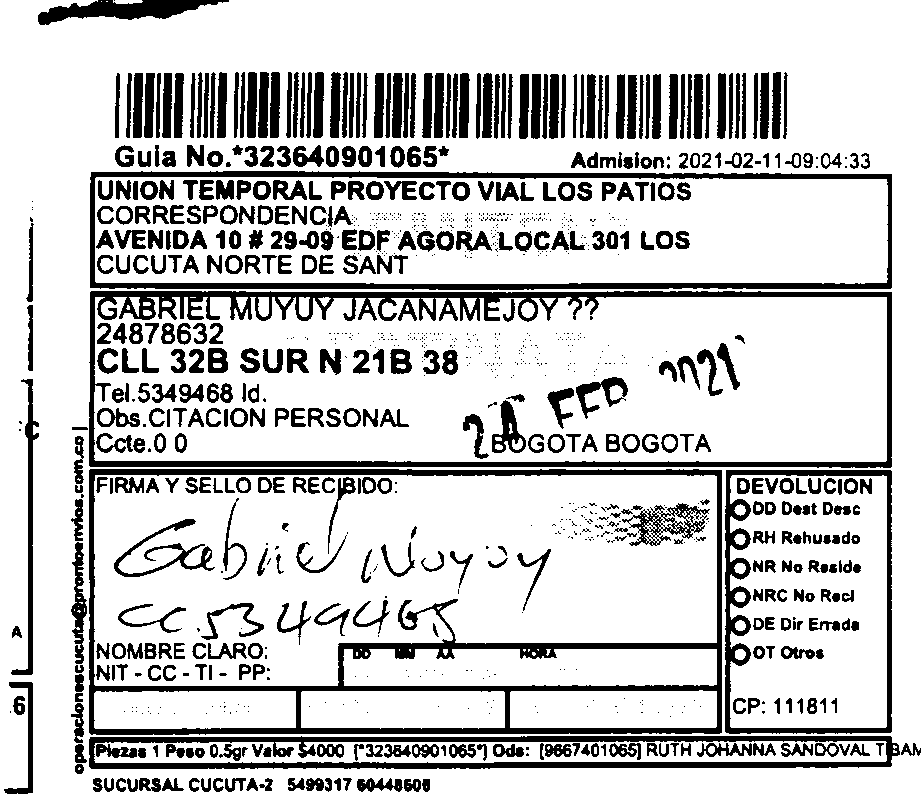 Guia No.*323640901065*
Admision: 2021-02-11-09:04:33
UNION TEMPORAL PROYECTO VIAL LOS PATIOS
CORRESPONDENCIA
AVENIDA 10 # 29-09 EDF AGORA LOCAL 301 LOS
CUCUTA NORTE DE SANT
GABRIEL MUYUY JACANAMEJOY ??
24878632
CLL 32B SUR N 21B 38
Tel.5349468 Id.
Obs.CITACION PERSONAL
Ccte.0 0
FEB 2021
BOGOTA BOGOTA
operacionescucuta@prontoenvios.com.co
FIRMA Y SELLO DE RECIBIDO:
Gabriel Muyuy
CC 5349465
NOMBRE CLARO:
NIT - CC - TI - PP:
DD MM AA HORA
DEVOLUCION
DD Dest Desc
RH Rehusado
NR No Reside
NRC No Recl
DE Dir Errada
OT Otros
CP: 111811
Piezas 1 Peso 0.5gr Valor $4000 [*323640901065*] Ods: [9667401065] RUTH JOHANNA SANDOVAL TIBAM
SUCURSAL CUCUTA-2 5499317 60448608
A
6